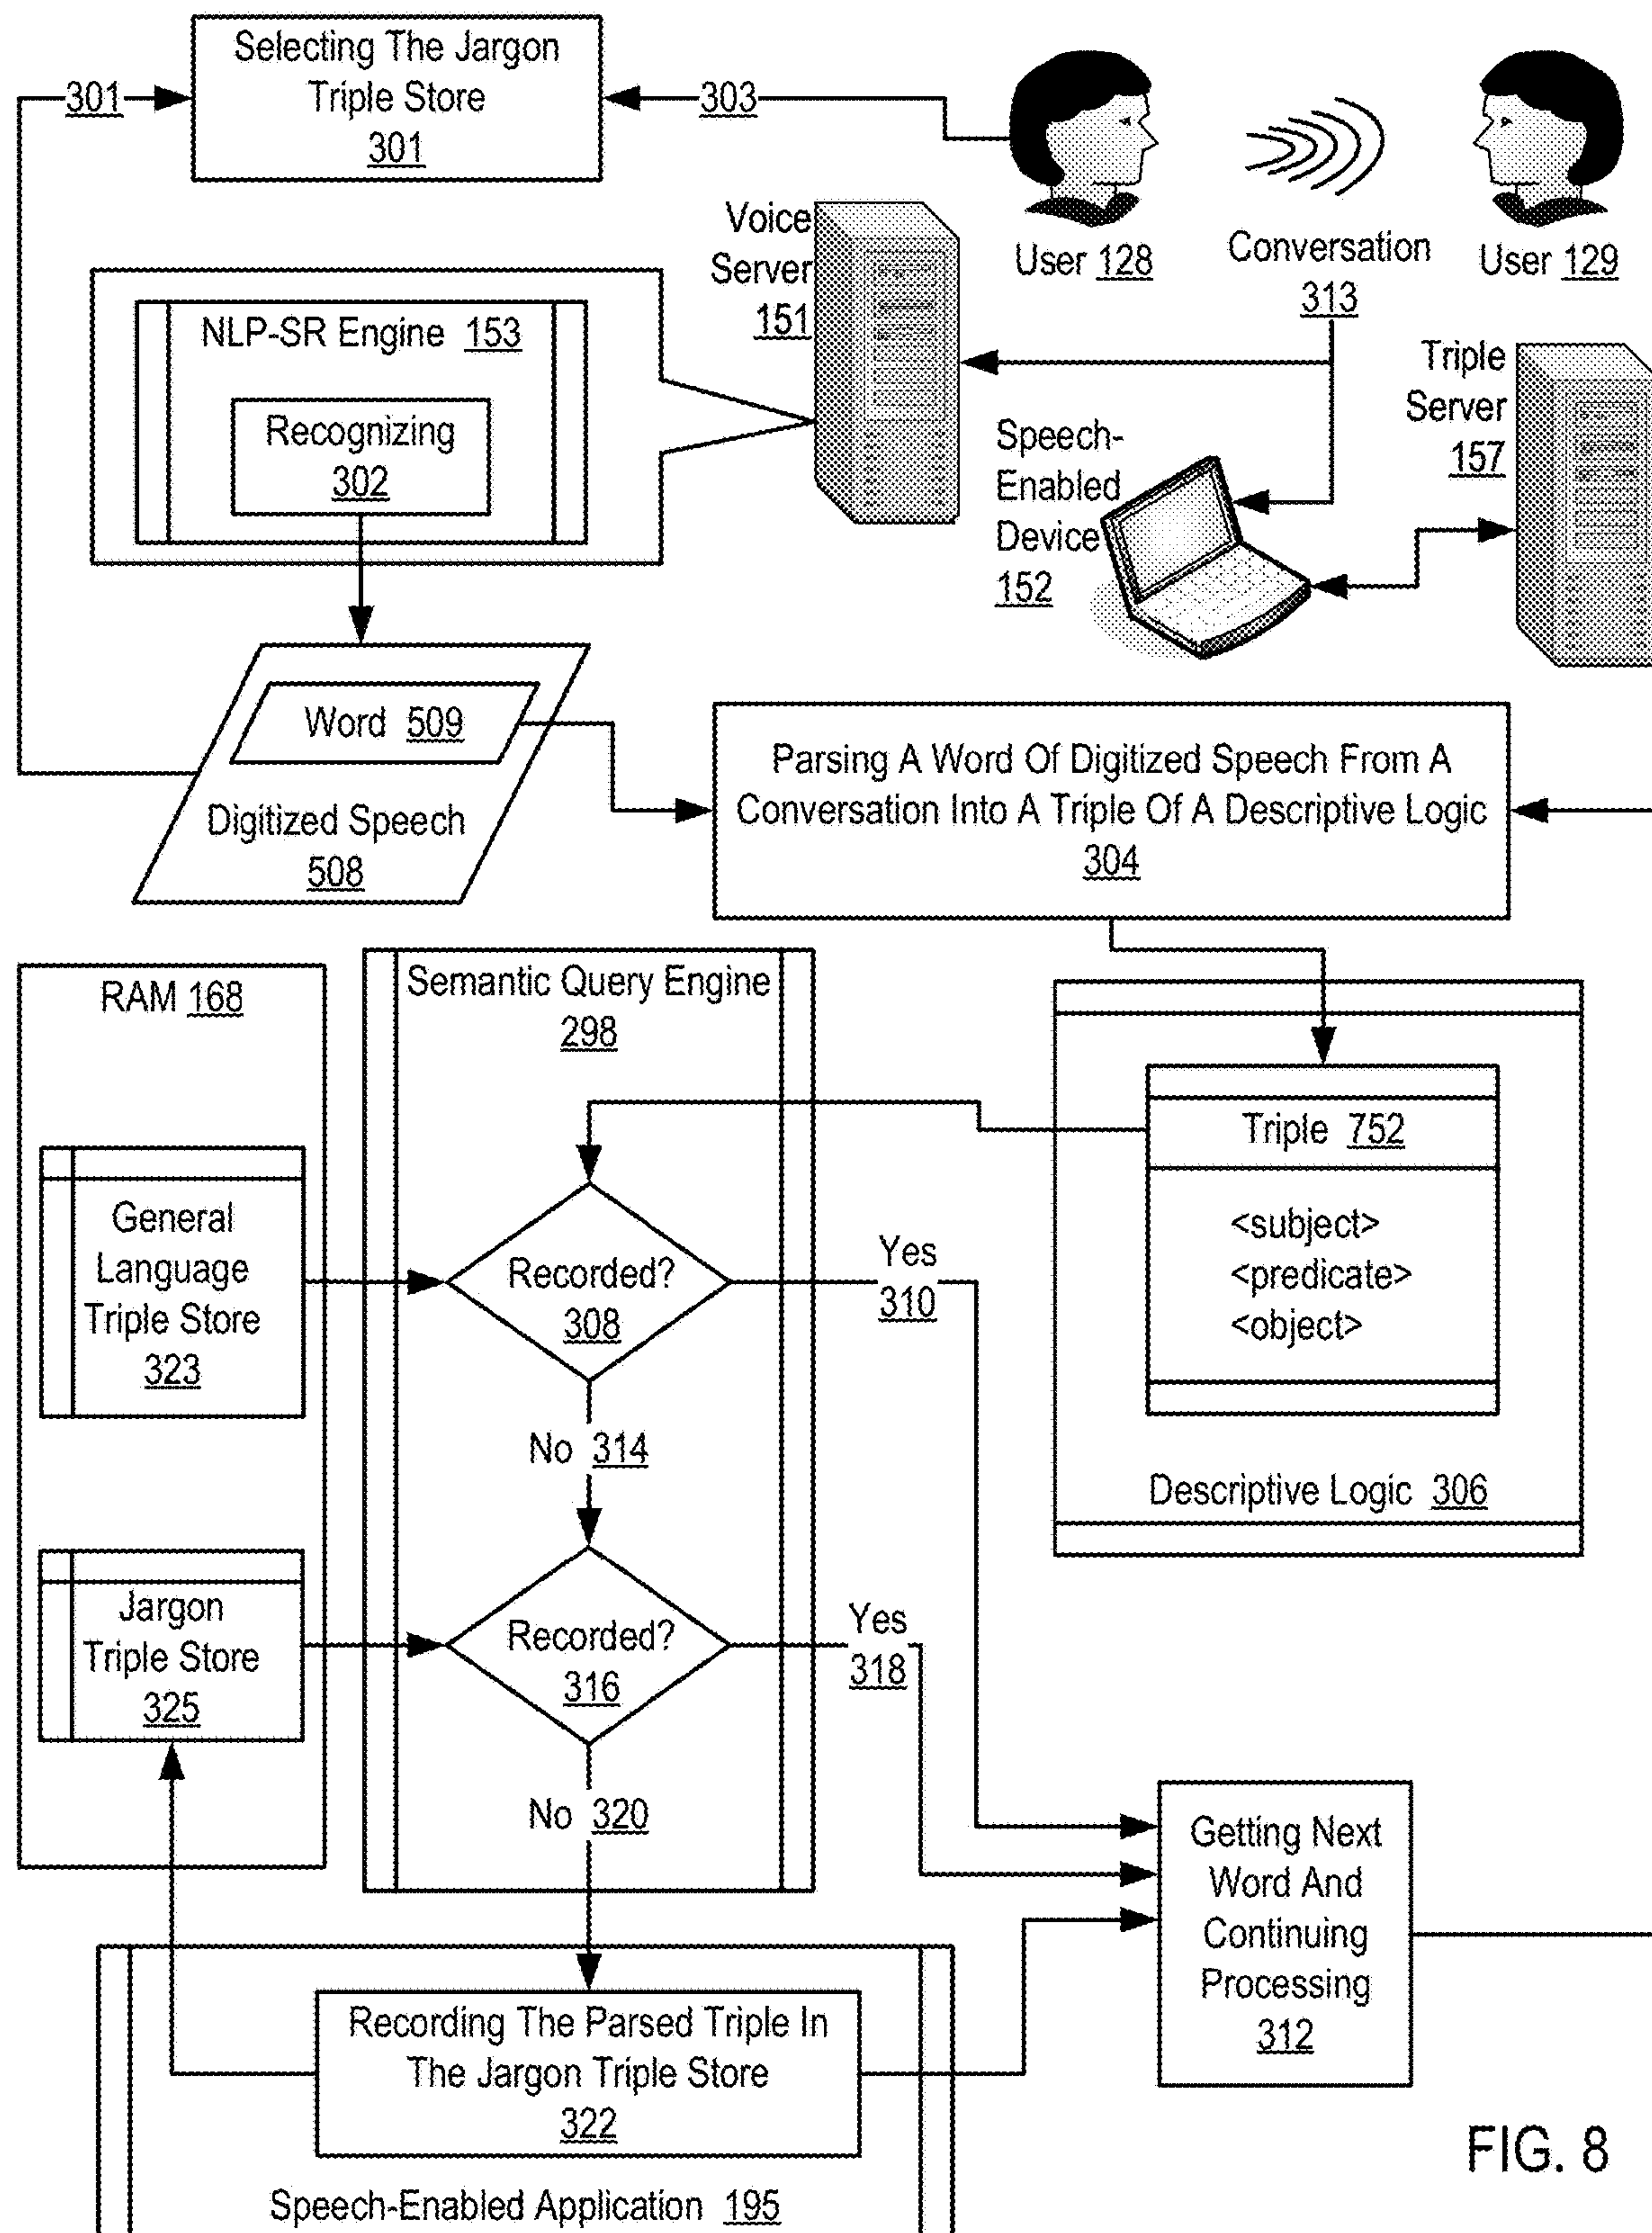 Selecting The Jargon
Triple Store
301
301
303
User 128
Conversation
313
User 129
Voice
Server
151
NLP-SR Engine 153
Recognizing
302
Speech-
Enabled
Device
152
Triple
Server
157
Word 509
Digitized Speech
508
Parsing A Word Of Digitized Speech From A
Conversation Into A Triple Of A Descriptive Logic
304
RAM 168
Semantic Query Engine
298
Triple 752
<subject>
<predicate>
<object>
Descriptive Logic 306
General
Language
Triple Store
323
Recorded?
308
Yes
310
No 314
Jargon
Triple Store
325
Recorded?
316
Yes
318
No 320
Getting Next
Word And
Continuing
Processing
312
Recording The Parsed Triple In
The Jargon Triple Store
322
Speech-Enabled Application 195
FIG. 8